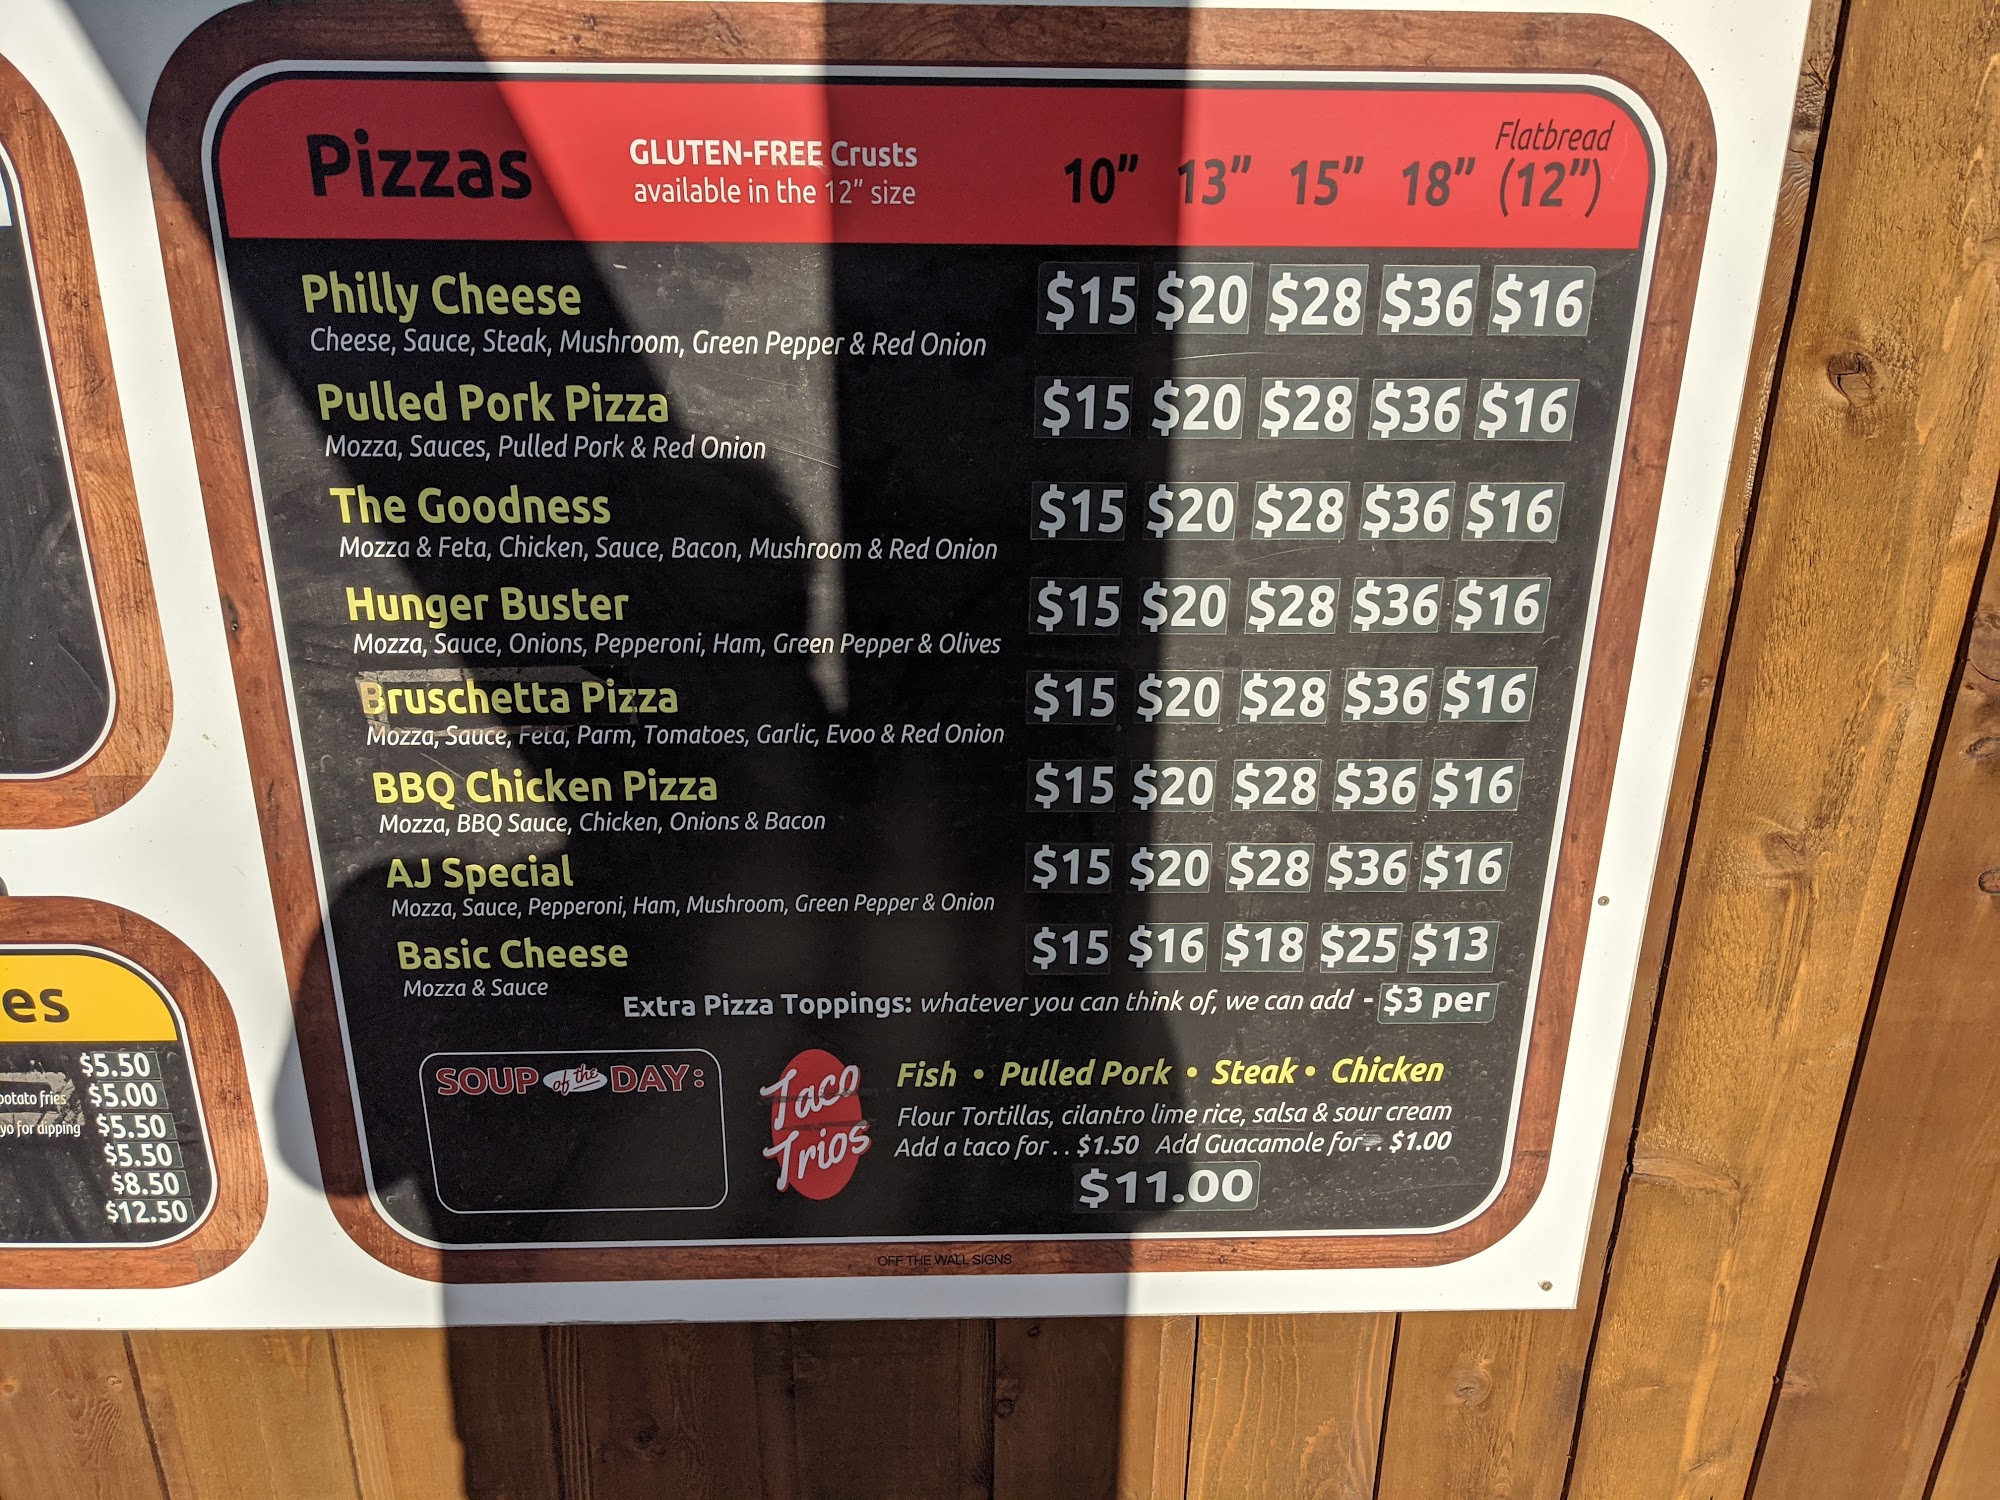 Pizzas
GLUTEN-FREE Crusts
available in the 12" size
10" 13" 15" 18" Flatbread (12")
Philly Cheese $15 $20 $28 $36 $16
Cheese, Sauce, Steak, Mushroom, Green Pepper & Red Onion
Pulled Pork Pizza $15 $20 $28 $36 $16
Mozza, Sauces, Pulled Pork & Red Onion
The Goodness $15 $20 $28 $36 $16
Mozza & Feta, Chicken, Sauce, Bacon, Mushroom & Red Onion
Hunger Buster $15 $20 $28 $36 $16
Mozza, Sauce, Onions, Pepperoni, Ham, Green Pepper & Olives
Bruschetta Pizza $15 $20 $28 $36 $16
Mozza, Sauce, Feta, Parm, Tomatoes, Garlic, Evoo & Red Onion
BBQ Chicken Pizza $15 $20 $28 $36 $16
Mozza, BBQ Sauce, Chicken, Onions & Bacon
AJ Special $15 $20 $28 $36 $16
Mozza, Sauce, Pepperoni, Ham, Mushroom, Green Pepper & Onion
Basic Cheese $15 $16 $18 $25 $13
Mozza & Sauce
Extra Pizza Toppings: whatever you can think of, we can add - $3 per
SOUP of the DAY:
Taco
Trios
Fish • Pulled Pork • Steak • Chicken
Flour Tortillas, cilantro lime rice, salsa & sour cream
Add a taco for . . $1.50 Add Guacamole for . . $1.00
$11.00
OFF THE WALL SIGNS
es
$5.50
potato fries $5.00
yo for dipping $5.50
$5.50
$8.50
$12.50